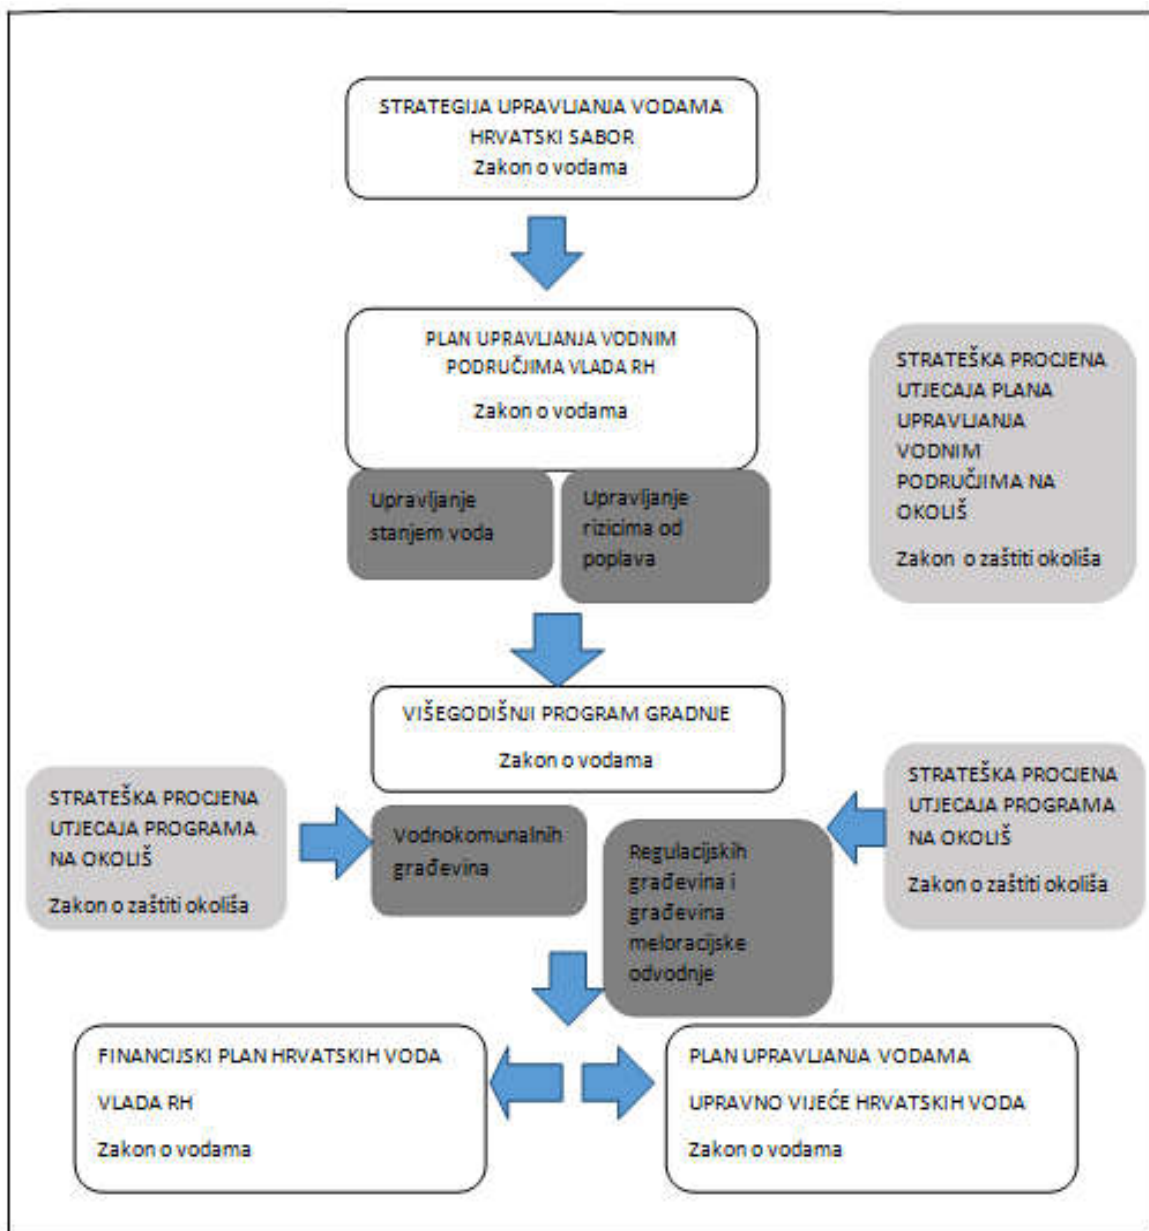 STRATEGIJA UPRAVLJANJA VODAMA
HRVATSKI SABOR
Zakon o vodama
PLAN UPRAVLJANJA VODNIM
PODRUČJIMA VLADA RH
Zakon o vodama
STRATEŠKA PROCJENA
UTJECAJA PLANA
UPRAVLJANJA
VODNIM
PODRUČJIMA NA
OKOLIŠ
Zakon o zaštiti okoliša
Upravljanje
stanjem voda
Upravljanje
rizicima od
poplava
VIŠEGODIŠNJI PROGRAM GRADNJE
Zakon o vodama
STRATEŠKA PROCJENA
UTJECAJA PROGRAMA
NA OKOLIŠ
Zakon o zaštiti okoliša
Vodnokomunalnih
građevina
Regulacijskih
građevina i
građevina
meloracijske
odvodnje
STRATEŠKA PROCJENA
UTJECAJA PROGRAMA
NA OKOLIŠ
Zakon o zaštiti okoliša
FINANCIJSKI PLAN HRVATSKIH VODA
VLADA RH
Zakon o vodama
PLAN UPRAVLJANJA VODAMA
UPRAVNO VIJEĆE HRVATSKIH VODA
Zakon o vodama